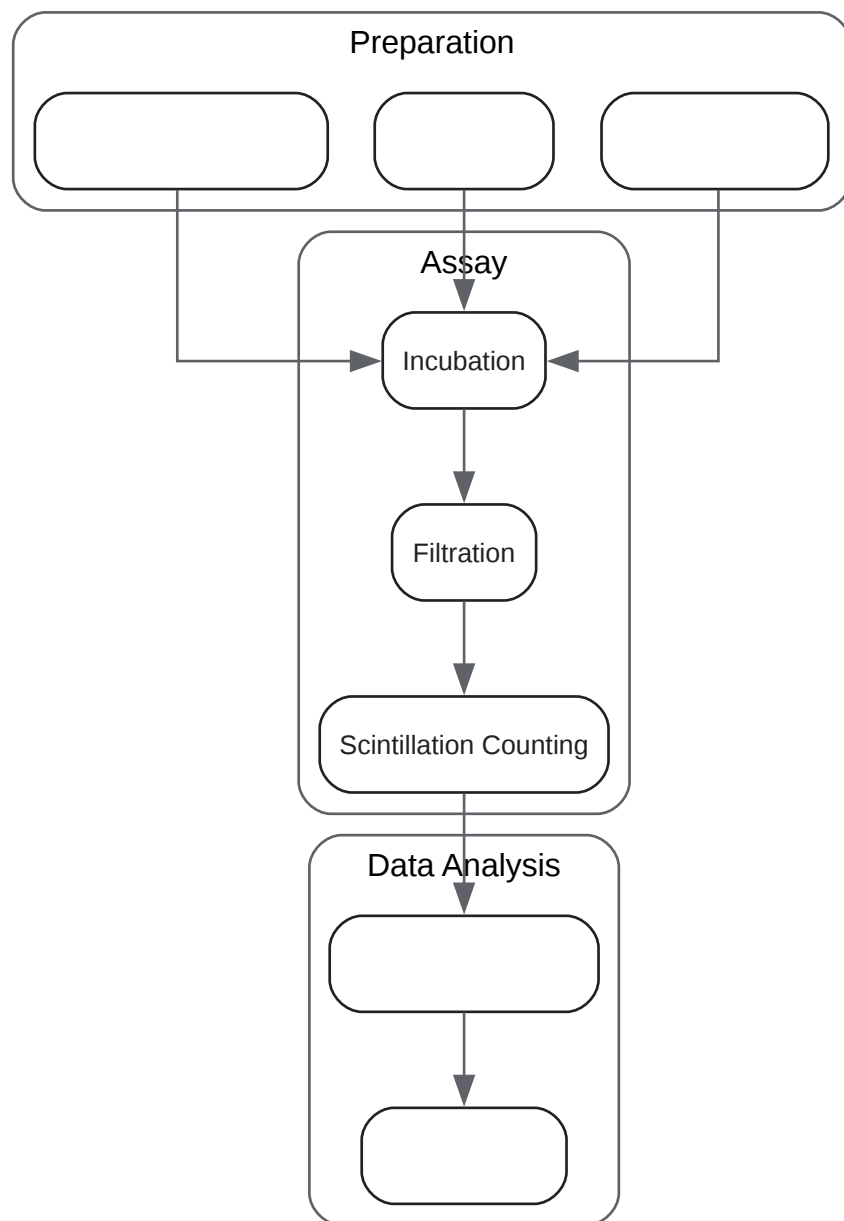 Preparation
Assay
Incubation
Filtration
Scintillation Counting
Data Analysis